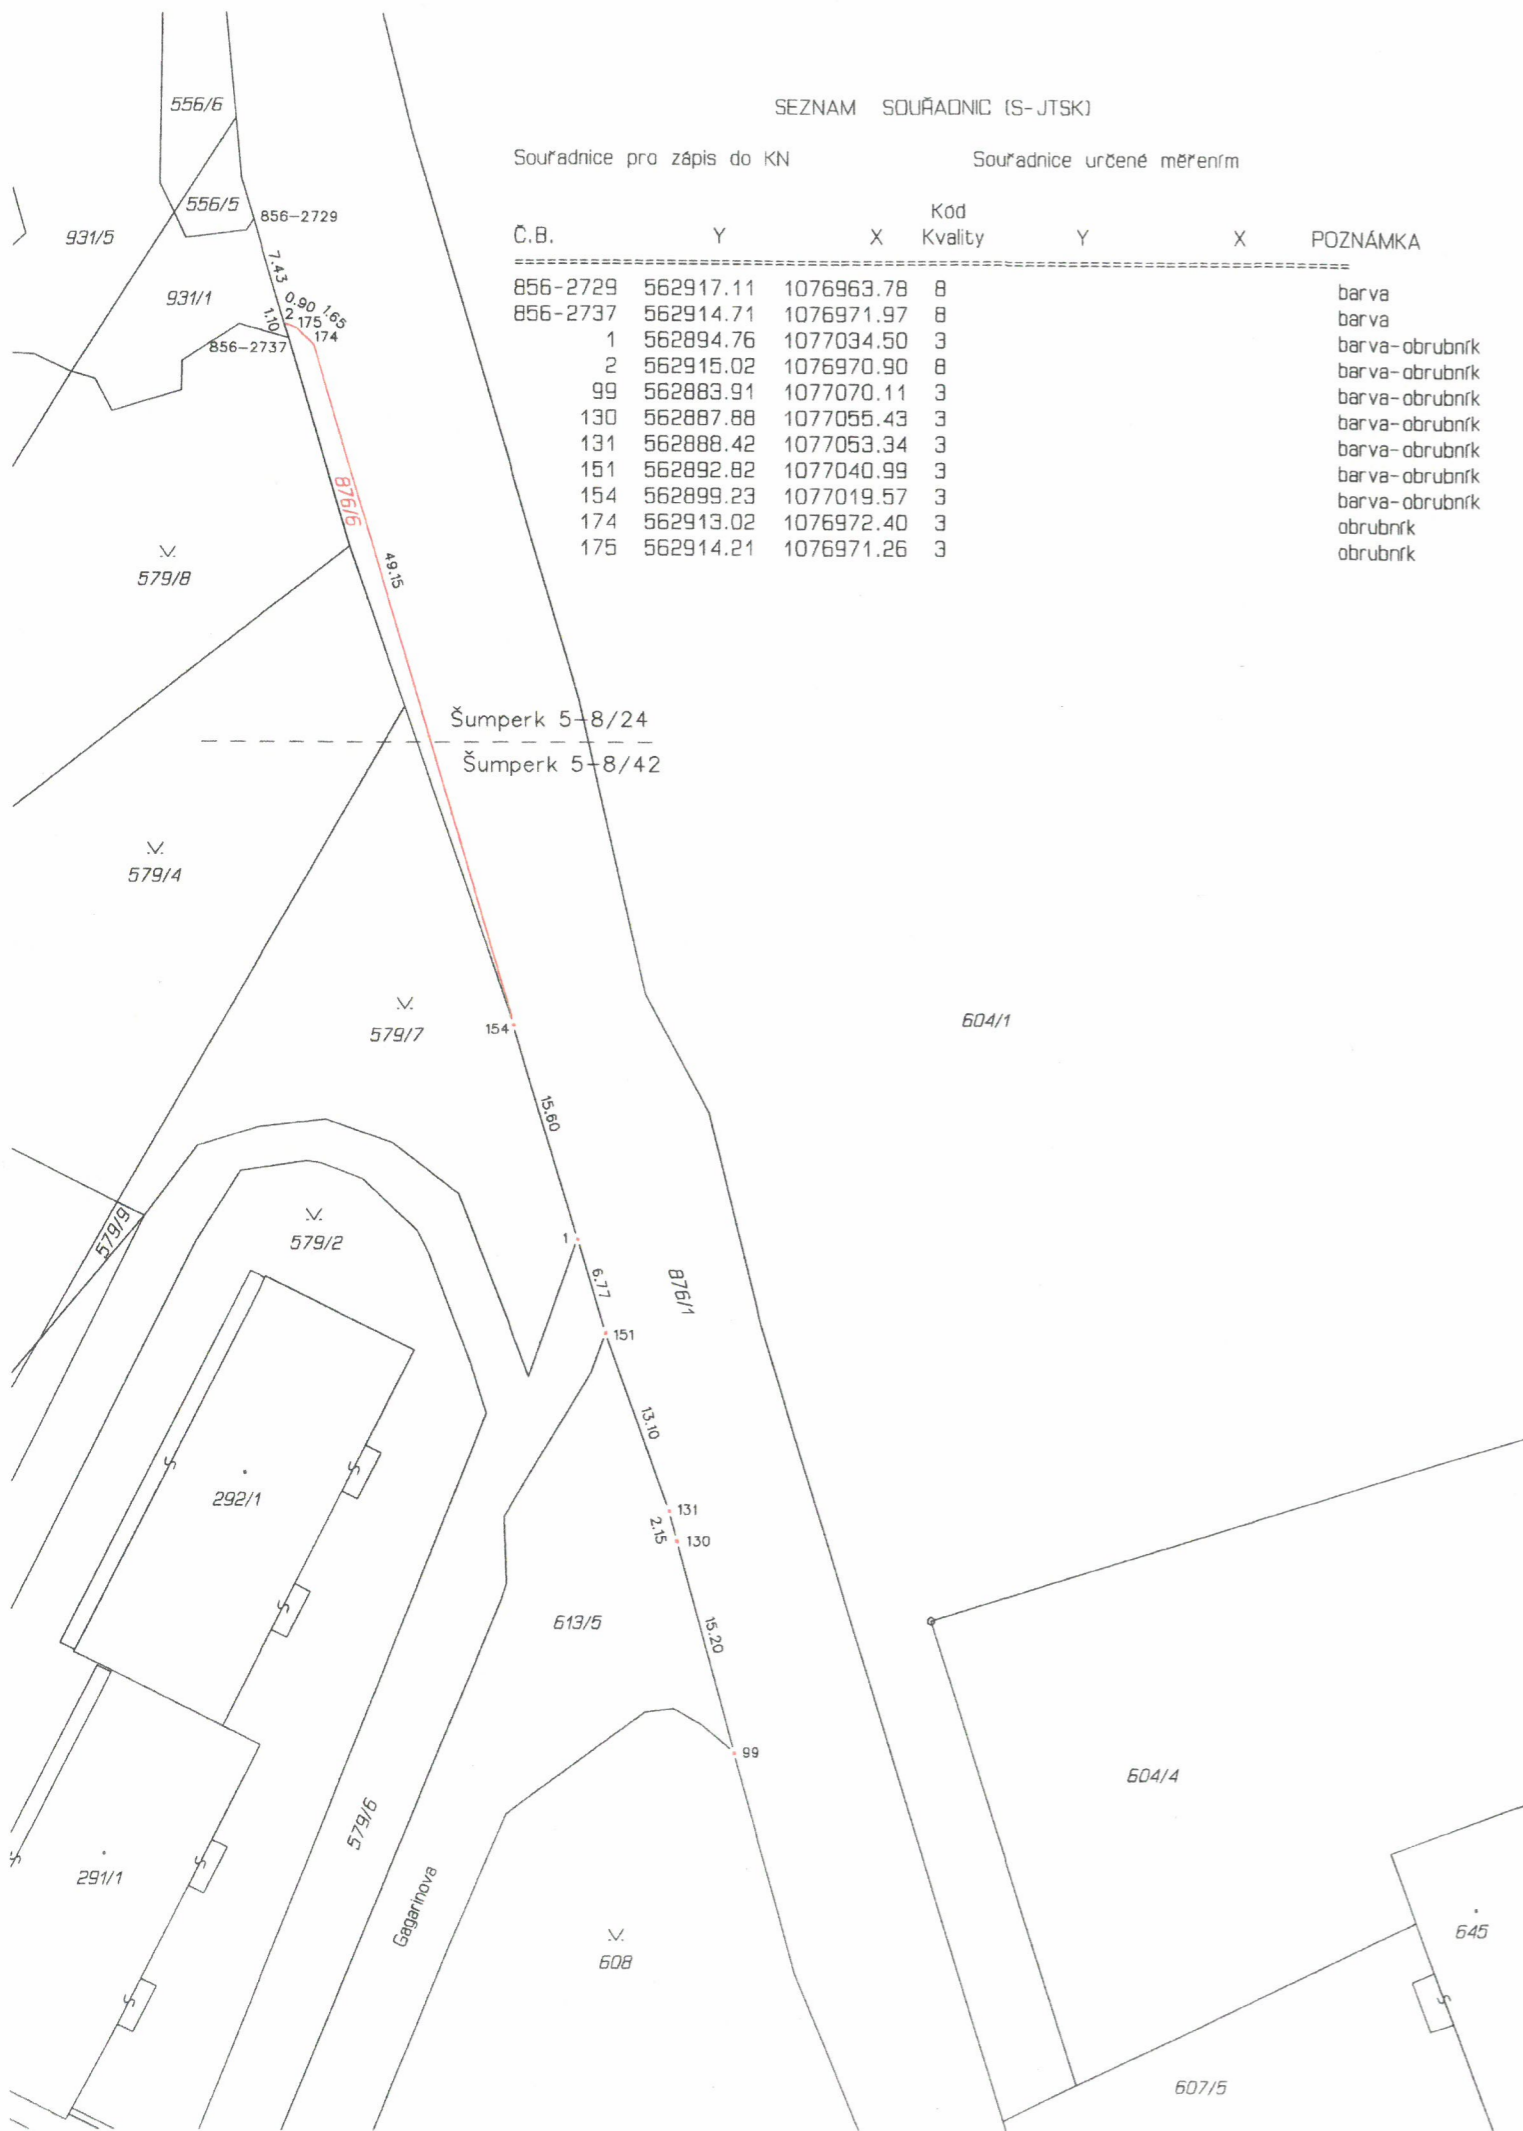 SEZNAM SOUŘADNIC (S-JTSK)
Souřadnice pro zápis do KN Souřadnice určené měřením
Kód
Č.B. Y X Kvality Y X POZNÁMKA
856-2729 562917.11 1076963.78 8 barva
856-2737 562914.71 1076971.97 8 barva
1 562894.76 1077034.50 3 barva-obrubník
2 562915.02 1076970.90 8 barva-obrubník
99 562883.91 1077070.11 3 barva-obrubník
130 562887.88 1077055.43 3 barva-obrubník
131 562888.42 1077053.34 3 barva-obrubník
151 562892.82 1077040.99 3 barva-obrubník
154 562899.23 1077019.57 3 barva-obrubník
174 562913.02 1076972.40 3 obrubník
175 562914.21 1076971.26 3 obrubník
556/6
556/5
856-2729
931/5
7.43
931/1
0.90 1.65
1.10
2 175
174
856-2737
876/6
579/8
49.15
Šumperk 5-8/24
Šumperk 5-8/42
579/4
579/7
154
604/1
15.60
579/9
579/2
1
6.77
876/1
151
13.10
292/1
131
2.15
130
613/5
15.20
99
604/4
579/6
291/1
Gagarinova
608
645
607/5